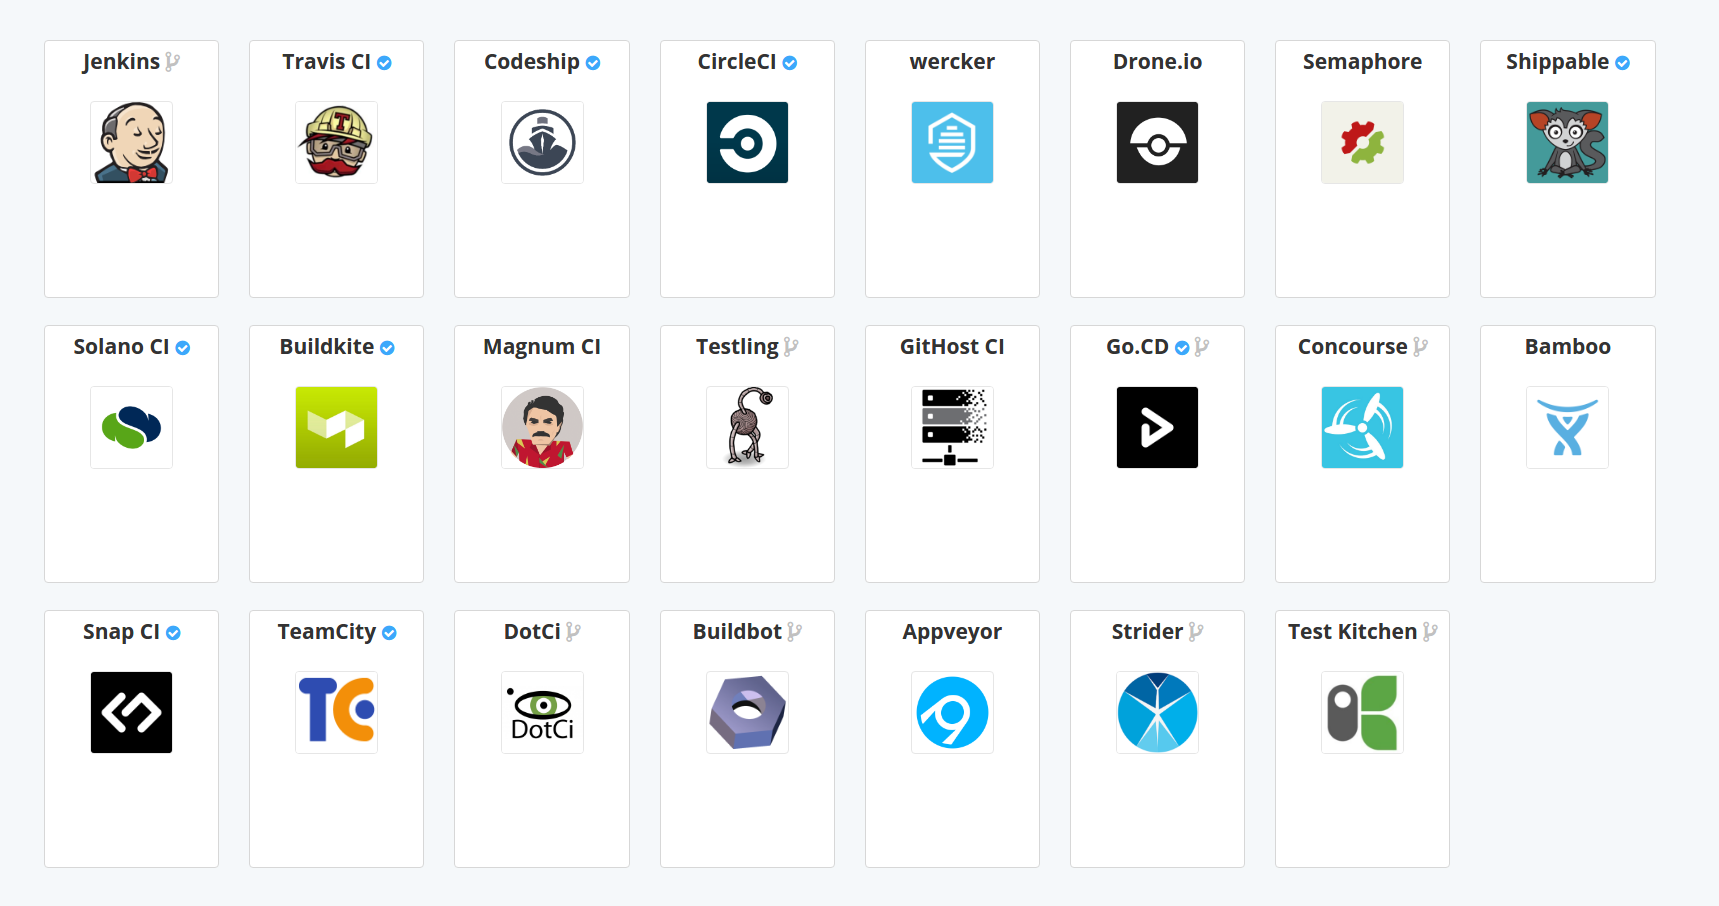 Jenkins
Travis CI
Codeship
CircleCI
wercker
Drone.io
Semaphore
Shippable
T
Solano CI
Buildkite
Magnum CI
Testling
GitHost CI
Go.CD
Concourse
Bamboo
Snap CI
TeamCity
DotCi
Buildbot
Appveyor
Strider
Test Kitchen
TC
DotCi